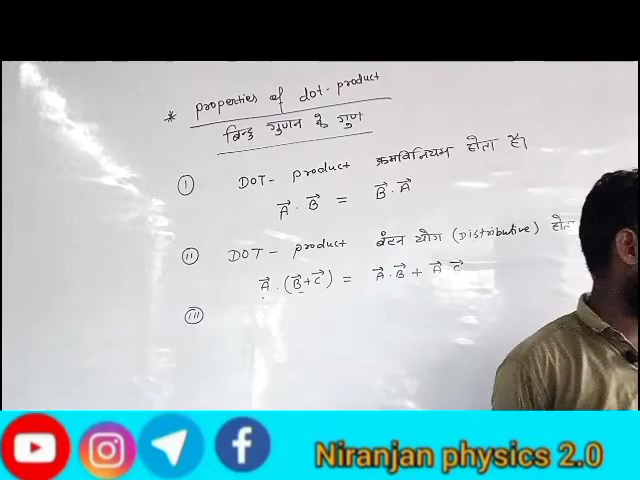 * properties of dot-product
बिन्दु गुणन के गुण
(i) DOT- product क्रमविनियम होता है।
A⃗ . B⃗ = B⃗ . A⃗
(ii) DOT- product बंटन योग (Distributive) होता
A⃗ . (B⃗+C⃗) = A⃗.B⃗ + A⃗.C⃗
(iii)
Niranjan physics 2.0